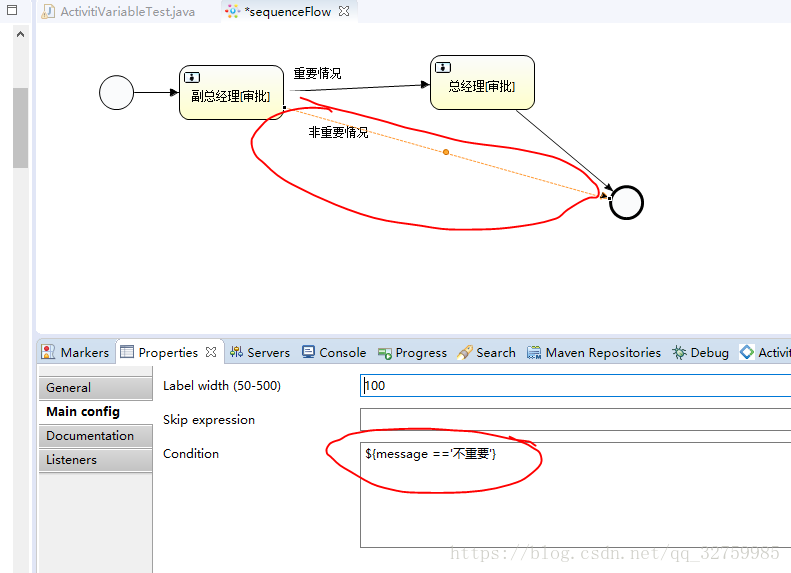 ActivitiVariableTest.java
*sequenceFlow
重要情况
副总经理[审批]
总经理[审批]
非重要情况
Markers
Properties
Servers
Console
Progress
Search
Maven Repositories
Debug
Activit
General
Label width (50-500)
100
Main config
Skip expression
Documentation
Condition
${message =='不重要'}
Listeners
https://blog.csdn.net/qq_32759985